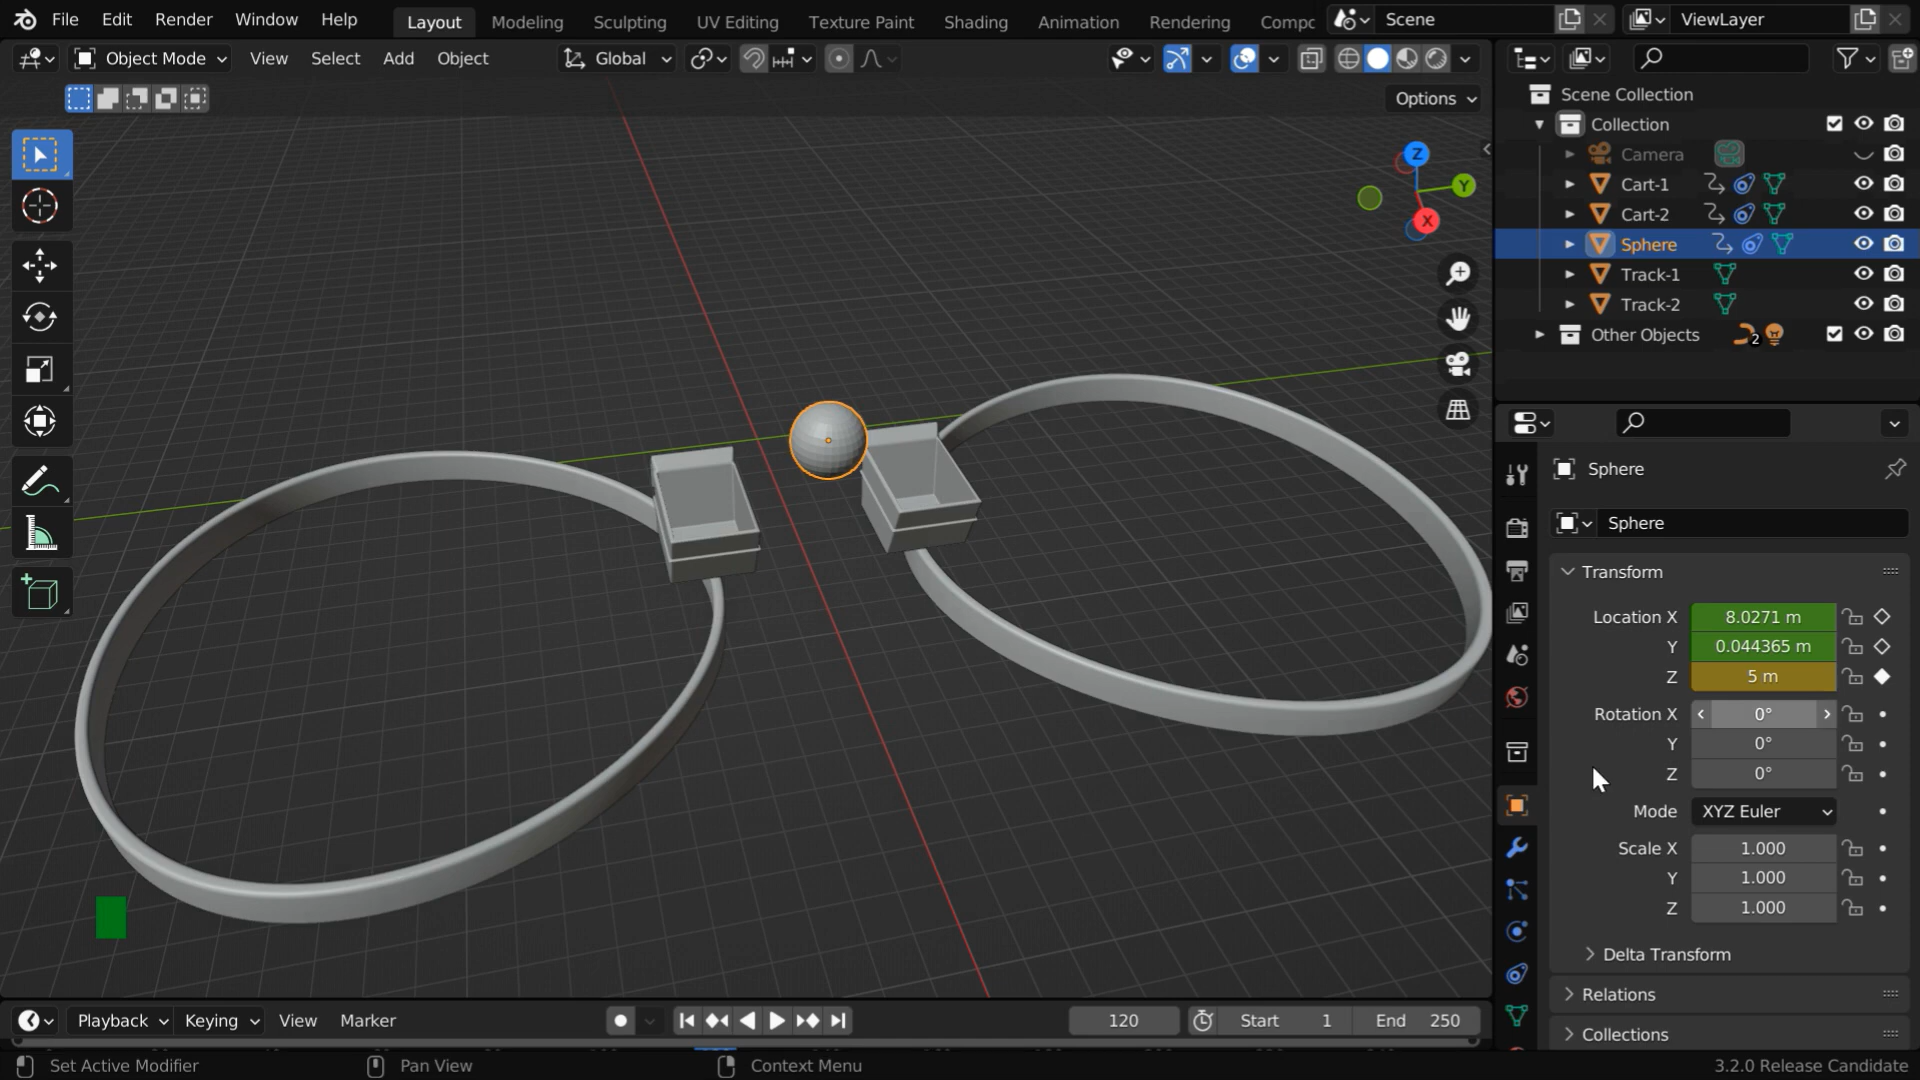 File Edit Render Window Help Layout Modeling Sculpting UV Editing Texture Paint Shading Animation Rendering Compc Scene ViewLayer
Object Mode View Select Add Object Global
Options
Z
Y
X
Scene Collection
Collection
Camera
Cart-1
Cart-2
Sphere
Track-1
Track-2
Other Objects 2
Sphere
Sphere
Transform
Location X 8.0271 m
Y 0.044365 m
Z 5 m
Rotation X 0°
Y 0°
Z 0°
Mode XYZ Euler
Scale X 1.000
Y 1.000
Z 1.000
Delta Transform
Relations
Collections
Playback Keying View Marker 120 Start 1 End 250
Set Active Modifier Pan View Context Menu 3.2.0 Release Candidate